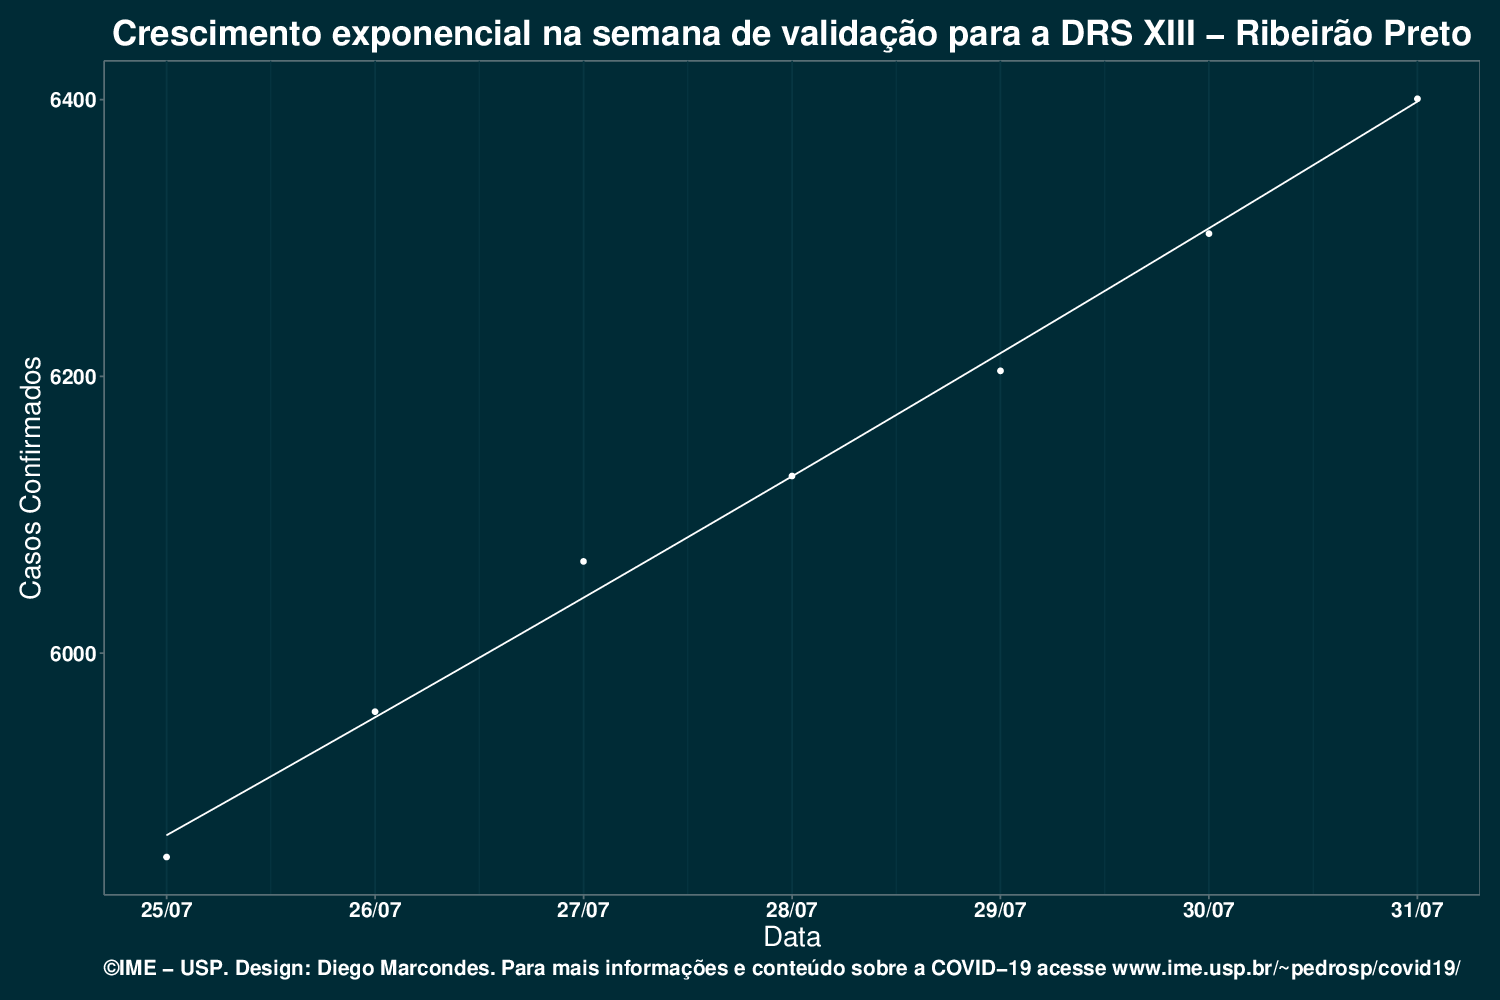 Crescimento exponencial na semana de validação para a DRS XIII – Ribeirão Preto
6400
6200
6000
Casos Confirmados
25/07 26/07 27/07 28/07 29/07 30/07 31/07
Data
©IME – USP. Design: Diego Marcondes. Para mais informações e conteúdo sobre a COVID–19 acesse www.ime.usp.br/~pedrosp/covid19/